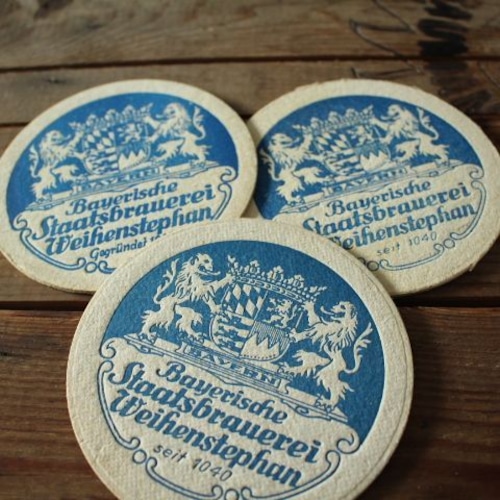 BAYERN
Bayerische
Staatsbrauerei
Weihenstephan
Gegründet
BAYERN
Bayerische
Staatsbrauerei
Weihenstephan
seit 1040
BAYERN
Bayerische
Staatsbrauerei
Weihenstephan
seit 1040